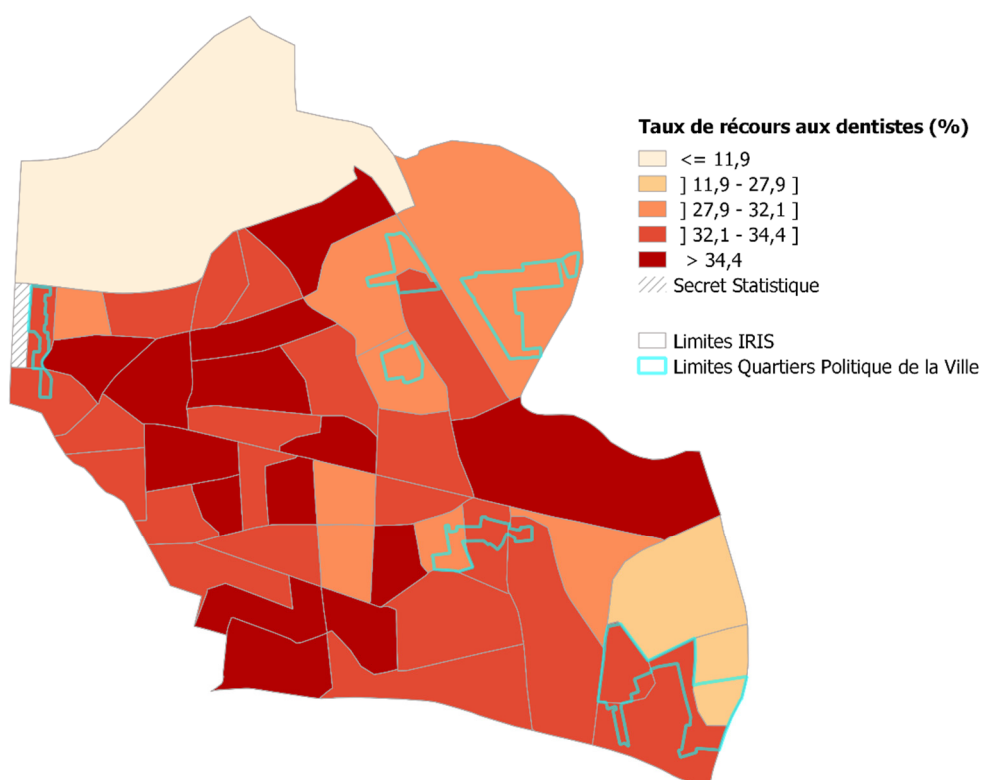 Taux de récours aux dentistes (%)
<= 11,9
] 11,9 - 27,9 ]
] 27,9 - 32,1 ]
] 32,1 - 34,4 ]
> 34,4
Secret Statistique
Limites IRIS
Limites Quartiers Politique de la Ville